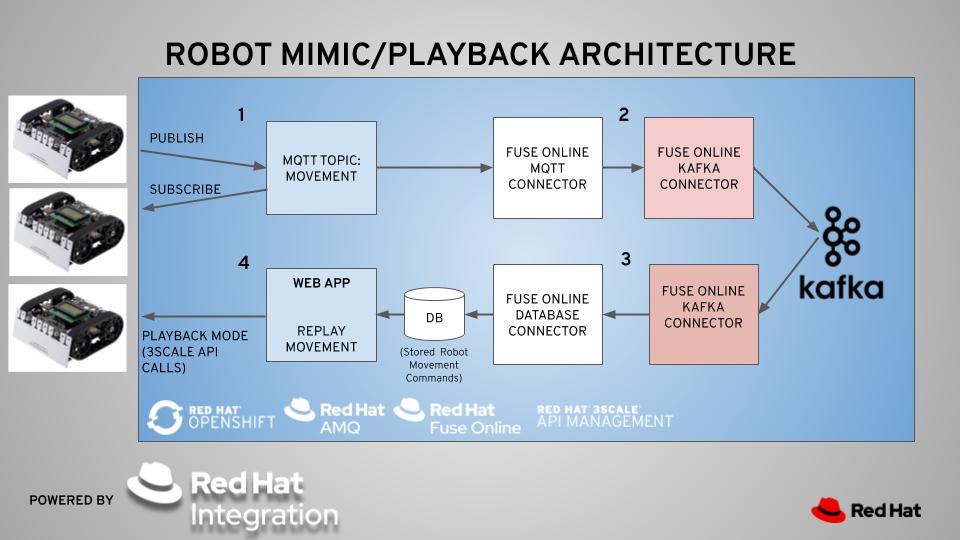 ROBOT MIMIC/PLAYBACK ARCHITECTURE
1
PUBLISH
SUBSCRIBE
MQTT TOPIC:
MOVEMENT
FUSE ONLINE
MQTT
CONNECTOR
2
FUSE ONLINE
KAFKA
CONNECTOR
kafka
3
FUSE ONLINE
KAFKA
CONNECTOR
FUSE ONLINE
DATABASE
CONNECTOR
DB
(Stored Robot
Movement
Commands)
4
WEB APP
REPLAY
MOVEMENT
PLAYBACK MODE
(3SCALE API
CALLS)
RED HAT
OPENSHIFT
Red Hat
AMQ
Red Hat
Fuse Online
RED HAT 3SCALE
API MANAGEMENT
POWERED BY
Red Hat
Integration
Red Hat